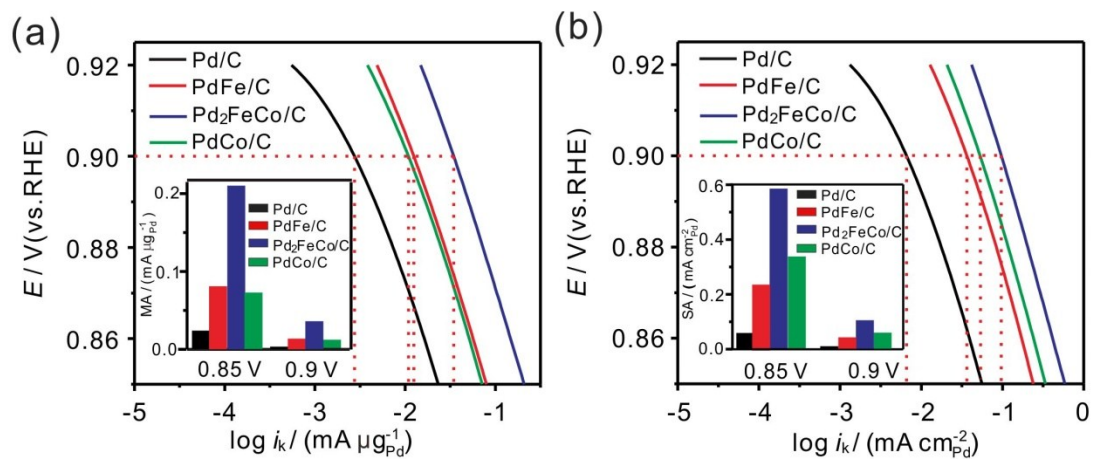 (a)
Pd/C
PdFe/C
Pd₂FeCo/C
PdCo/C
E / V(vs.RHE)
0.92
0.90
0.88
0.86
-5
-4
-3
-2
-1
log iₖ/ (mA μg⁻¹Pd)
MA / (mA μg⁻¹Pd)
0.2
0.1
0.0
Pd/C
PdFe/C
Pd₂FeCo/C
PdCo/C
0.85 V
0.9 V
(b)
Pd/C
PdFe/C
Pd₂FeCo/C
PdCo/C
E / V(vs.RHE)
0.92
0.90
0.88
0.86
-5
-4
-3
-2
-1
0
log iₖ/ (mA cm⁻²Pd)
SA / (mA cm⁻²Pd)
0.6
0.4
0.2
0.0
Pd/C
PdFe/C
Pd₂FeCo/C
PdCo/C
0.85 V
0.9 V